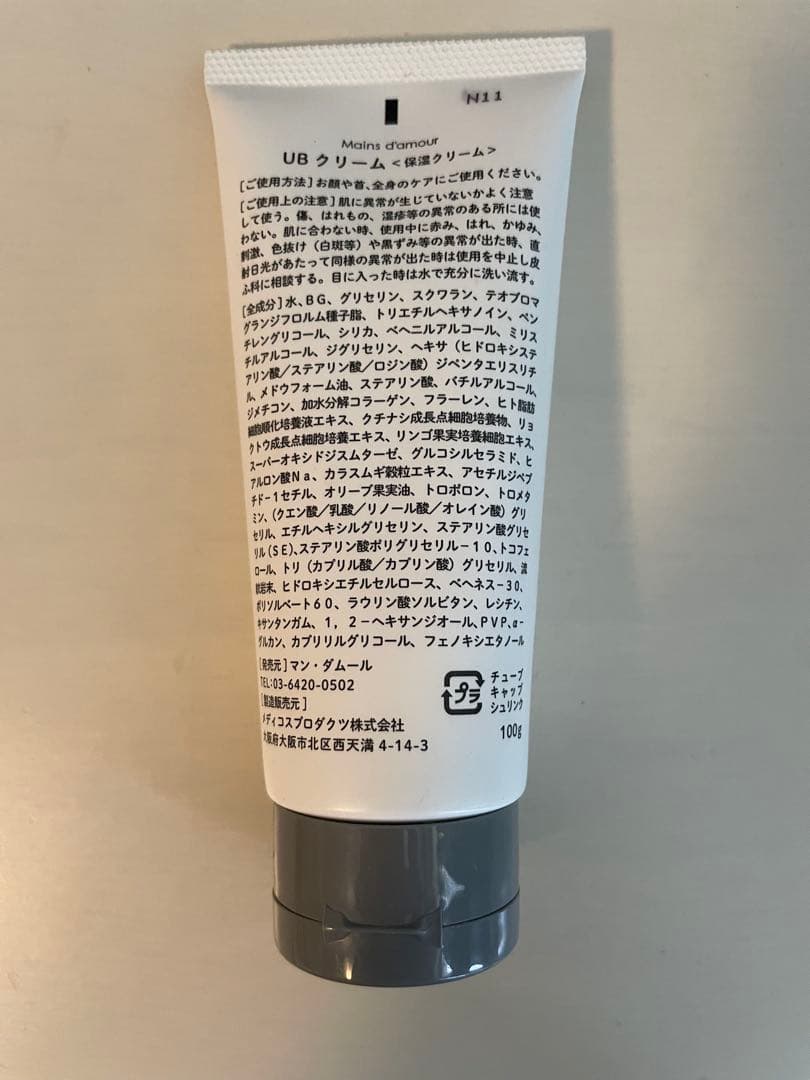 N11
Mains d'amour
UB クリーム <保湿クリーム>
[ご使用方法] お顔や首、全身のケアにご使用ください。
[ご使用上の注意] 肌に異常が生じていないかよく注意
して使う。傷、はれもの、湿疹等の異常のある所には使
わない。肌に合わない時、使用中に赤み、はれ、かゆみ、
刺激、色抜け (白斑等) や黒ずみ等の異常が出た時、直
射日光があたって同様の異常が出た時は使用を中止し皮
ふ科に相談する。目に入った時は水で充分に洗い流す。
[全成分] 水、BG、グリセリン、スクワラン、テオブロマ
グランジフロルム種子脂、トリエチルヘキサノイン、ペン
チレングリコール、シリカ、ベヘニルアルコール、ミリス
チルアルコール、ジグリセリン、ヘキサ (ヒドロキシステ
アリン酸/ステアリン酸/ロジン酸) ジペンタエリスリチ
ル、メドウフォーム油、ステアリン酸、バチルアルコール、
ジメチコン、加水分解コラーゲン、フラーレン、ヒト脂肪
細胞順化培養液エキス、クチナシ成長点細胞培養物、リョ
クトウ成長点細胞培養エキス、リンゴ果実培養細胞エキス、
スーパーオキシドジスムターゼ、グルコシルセラミド、ヒ
アルロン酸Na、カラスムギ穀粒エキス、アセチルジペプ
チド-1セチル、オリーブ果実油、トロポロン、トロメタ
ミン、(クエン酸/乳酸/リノール酸/オレイン酸) グリ
セリル、エチルヘキシルグリセリン、ステアリン酸グリセ
リル (SE)、ステアリン酸ポリグリセリル-10、トコフェ
ロール、トリ (カプリル酸/カプリン酸) グリセリル、流
紋岩末、ヒドロキシエチルセルロース、ベヘネス-30、
ポリソルベート60、ラウリン酸ソルビタン、レシチン、
キサンタンガム、1,2-ヘキサンジオール、PVP、α-
グルカン、カプリリルグリコール、フェノキシエタノール
[発売元] マン・ダムール
TEL:03-6420-0502
[製造販売元]
メディコスプロダクツ株式会社
大阪府大阪市北区西天満 4-14-3
プラ
チューブ
キャップ
シュリンク
100g